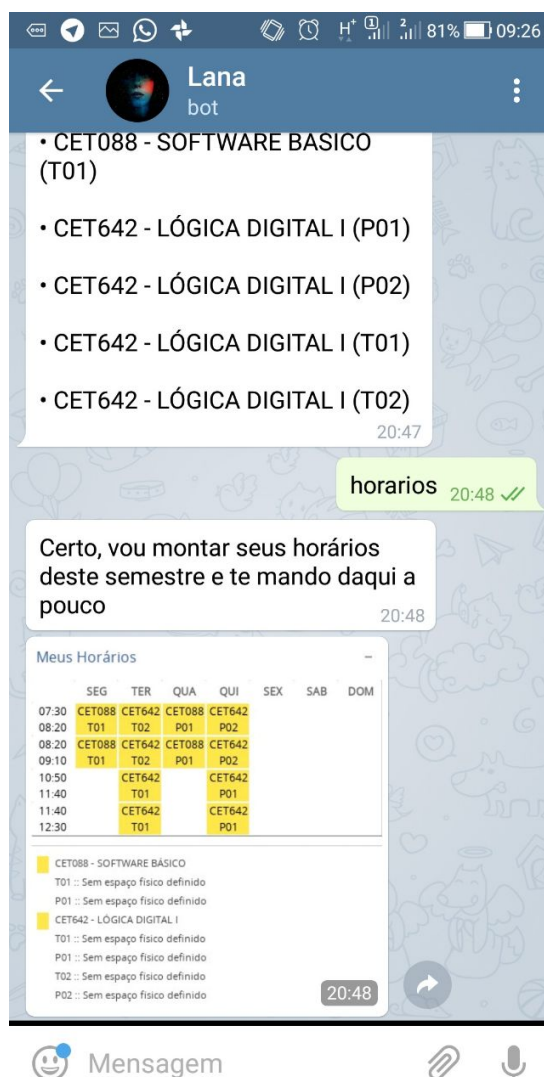 H+ 1 2 81% 09:26
Lana
bot
• CET088 - SOFTWARE BÁSICO
(T01)
• CET642 - LÓGICA DIGITAL I (P01)
• CET642 - LÓGICA DIGITAL I (P02)
• CET642 - LÓGICA DIGITAL I (T01)
• CET642 - LÓGICA DIGITAL I (T02)
20:47
horarios 20:48
Certo, vou montar seus horários
deste semestre e te mando daqui a
pouco
20:48
Meus Horários –
SEG TER QUA QUI SEX SAB DOM
07:30 CET088 CET642 CET088 CET642
08:20 T01 T02 P01 P02
08:20 CET088 CET642 CET088 CET642
09:10 T01 T02 P01 P02
10:50 CET642 CET642
11:40 T01 P01
11:40 CET642 CET642
12:30 T01 P01
CET088 - SOFTWARE BÁSICO
T01 :: Sem espaço físico definido
P01 :: Sem espaço físico definido
CET642 - LÓGICA DIGITAL I
T01 :: Sem espaço físico definido
P01 :: Sem espaço físico definido
T02 :: Sem espaço físico definido
P02 :: Sem espaço físico definido
20:48
Mensagem